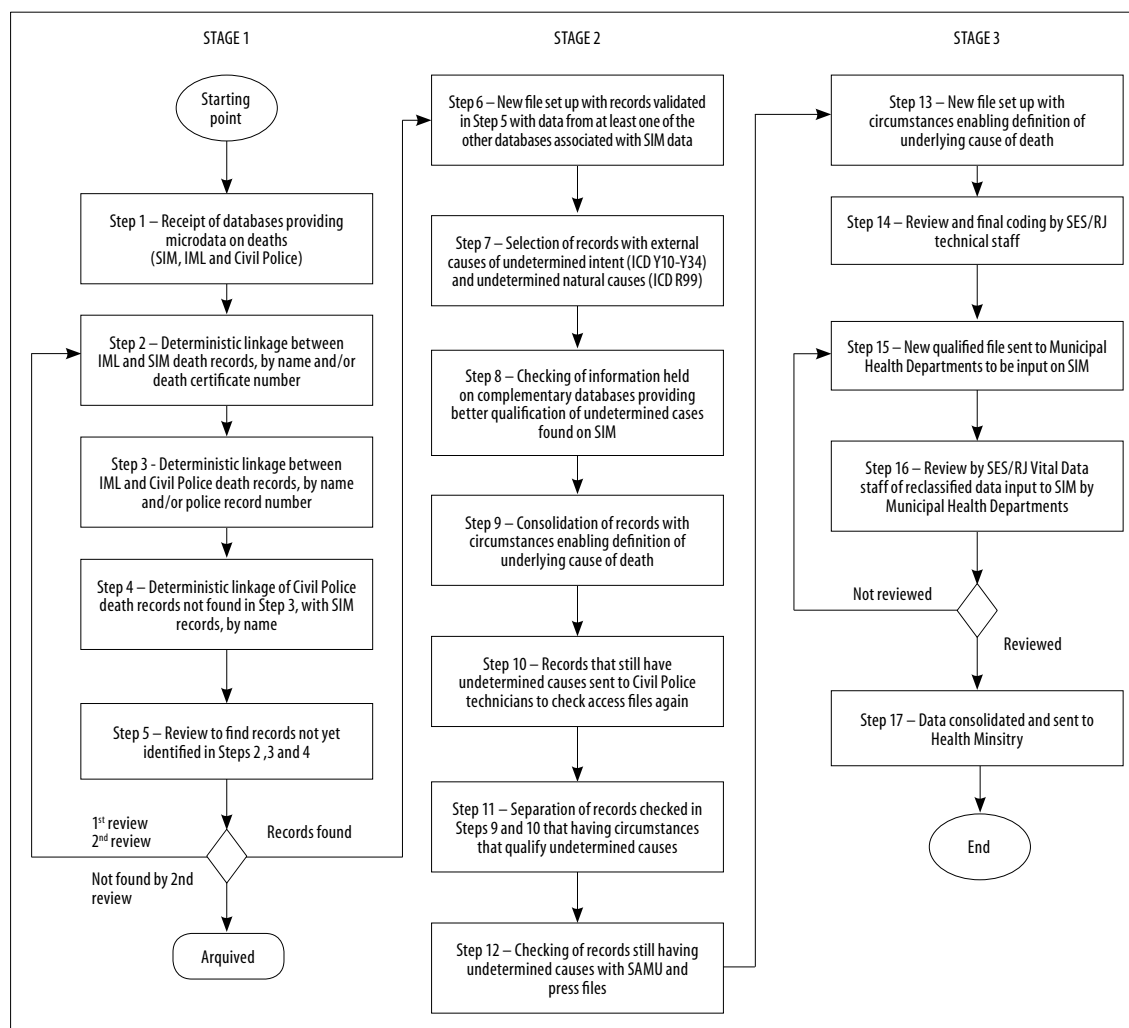 STAGE 1
Starting
point
Step 1 – Receipt of databases providing
microdata on deaths
(SIM, IML and Civil Police)
Step 2 – Deterministic linkage between
IML and SIM death records, by name and/or
death certificate number
Step 3 - Deterministic linkage between
IML and Civil Police death records, by name
and/or police record number
Step 4 – Deterministic linkage of Civil Police
death records not found in Step 3, with SIM
records, by name
Step 5 – Review to find records not yet
identified in Steps 2 ,3 and 4
1st review
2nd review
Records found
Not found by 2nd
review
Arquived
STAGE 2
Step 6 – New file set up with records validated
in Step 5 with data from at least one of the
other databases associated with SIM data
Step 7 – Selection of records with external
causes of undetermined intent (ICD Y10-Y34)
and undetermined natural causes (ICD R99)
Step 8 – Checking of information held
on complementary databases providing
better qualification of undetermined cases
found on SIM
Step 9 – Consolidation of records with
circumstances enabling definition of
underlying cause of death
Step 10 – Records that still have
undetermined causes sent to Civil Police
technicians to check access files again
Step 11 – Separation of records checked in
Steps 9 and 10 that having circumstances
that qualify undetermined causes
Step 12 – Checking of records still having
undetermined causes with SAMU and
press files
STAGE 3
Step 13 – New file set up with
circumstances enabling definition of
underlying cause of death
Step 14 – Review and final coding by SES/RJ
technical staff
Step 15 – New qualified file sent to Municipal
Health Departments to be input on SIM
Step 16 – Review by SES/RJ Vital Data
staff of reclassified data input to SIM by
Municipal Health Departments
Not reviewed
Reviewed
Step 17 – Data consolidated and sent to
Health Minsitry
End